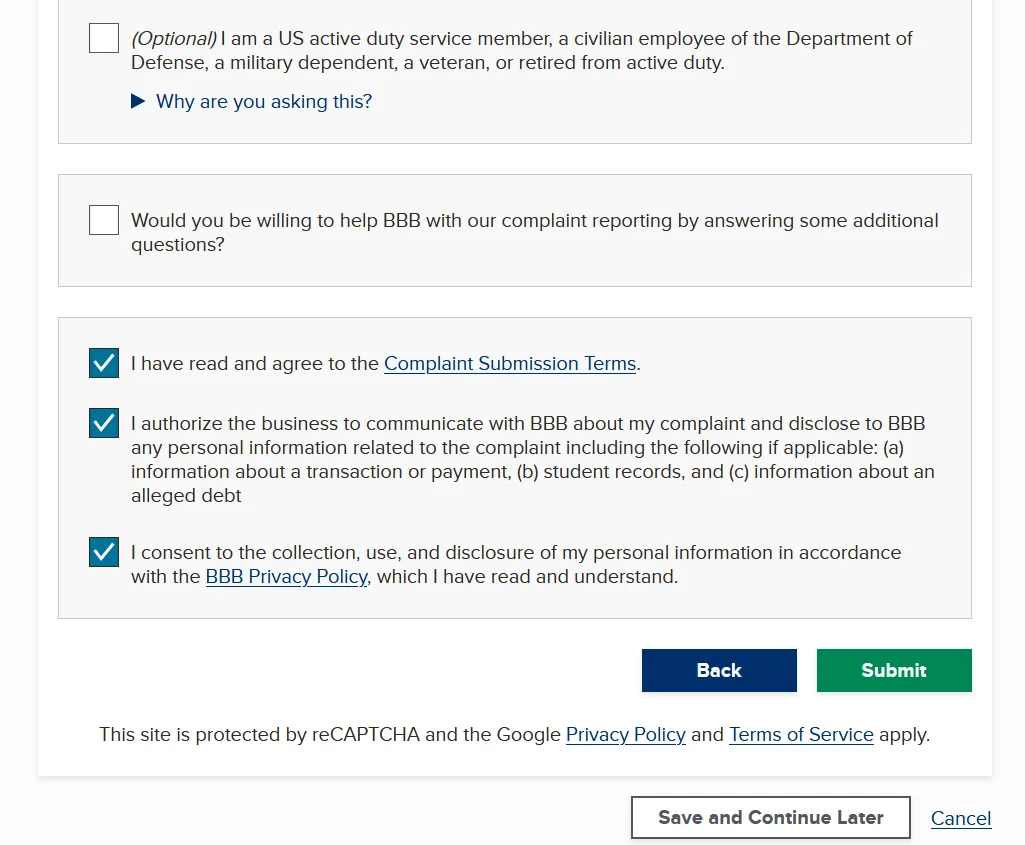 (Optional) I am a US active duty service member, a civilian employee of the Department of
Defense, a military dependent, a veteran, or retired from active duty.
Why are you asking this?
Would you be willing to help BBB with our complaint reporting by answering some additional
questions?
I have read and agree to the Complaint Submission Terms.
I authorize the business to communicate with BBB about my complaint and disclose to BBB
any personal information related to the complaint including the following if applicable: (a)
information about a transaction or payment, (b) student records, and (c) information about an
alleged debt
I consent to the collection, use, and disclosure of my personal information in accordance
with the BBB Privacy Policy, which I have read and understand.
Back Submit
This site is protected by reCAPTCHA and the Google Privacy Policy and Terms of Service apply.
Save and Continue Later Cancel